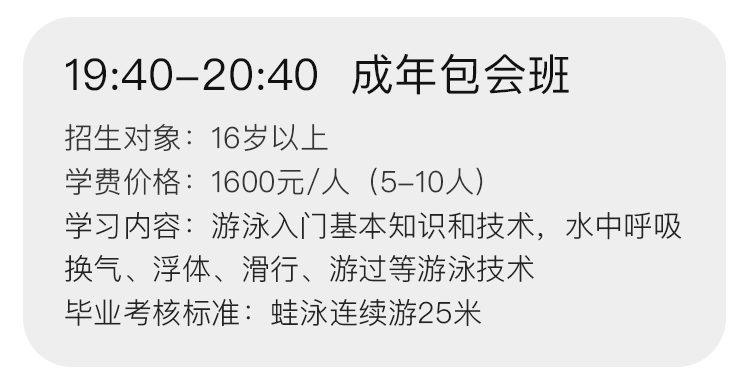 19:40-20:40 成年包会班
招生对象：16岁以上
学费价格：1600元/人（5-10人）
学习内容：游泳入门基本知识和技术，水中呼吸
换气、浮体、滑行、游过等游泳技术
毕业考核标准：蛙泳连续游25米